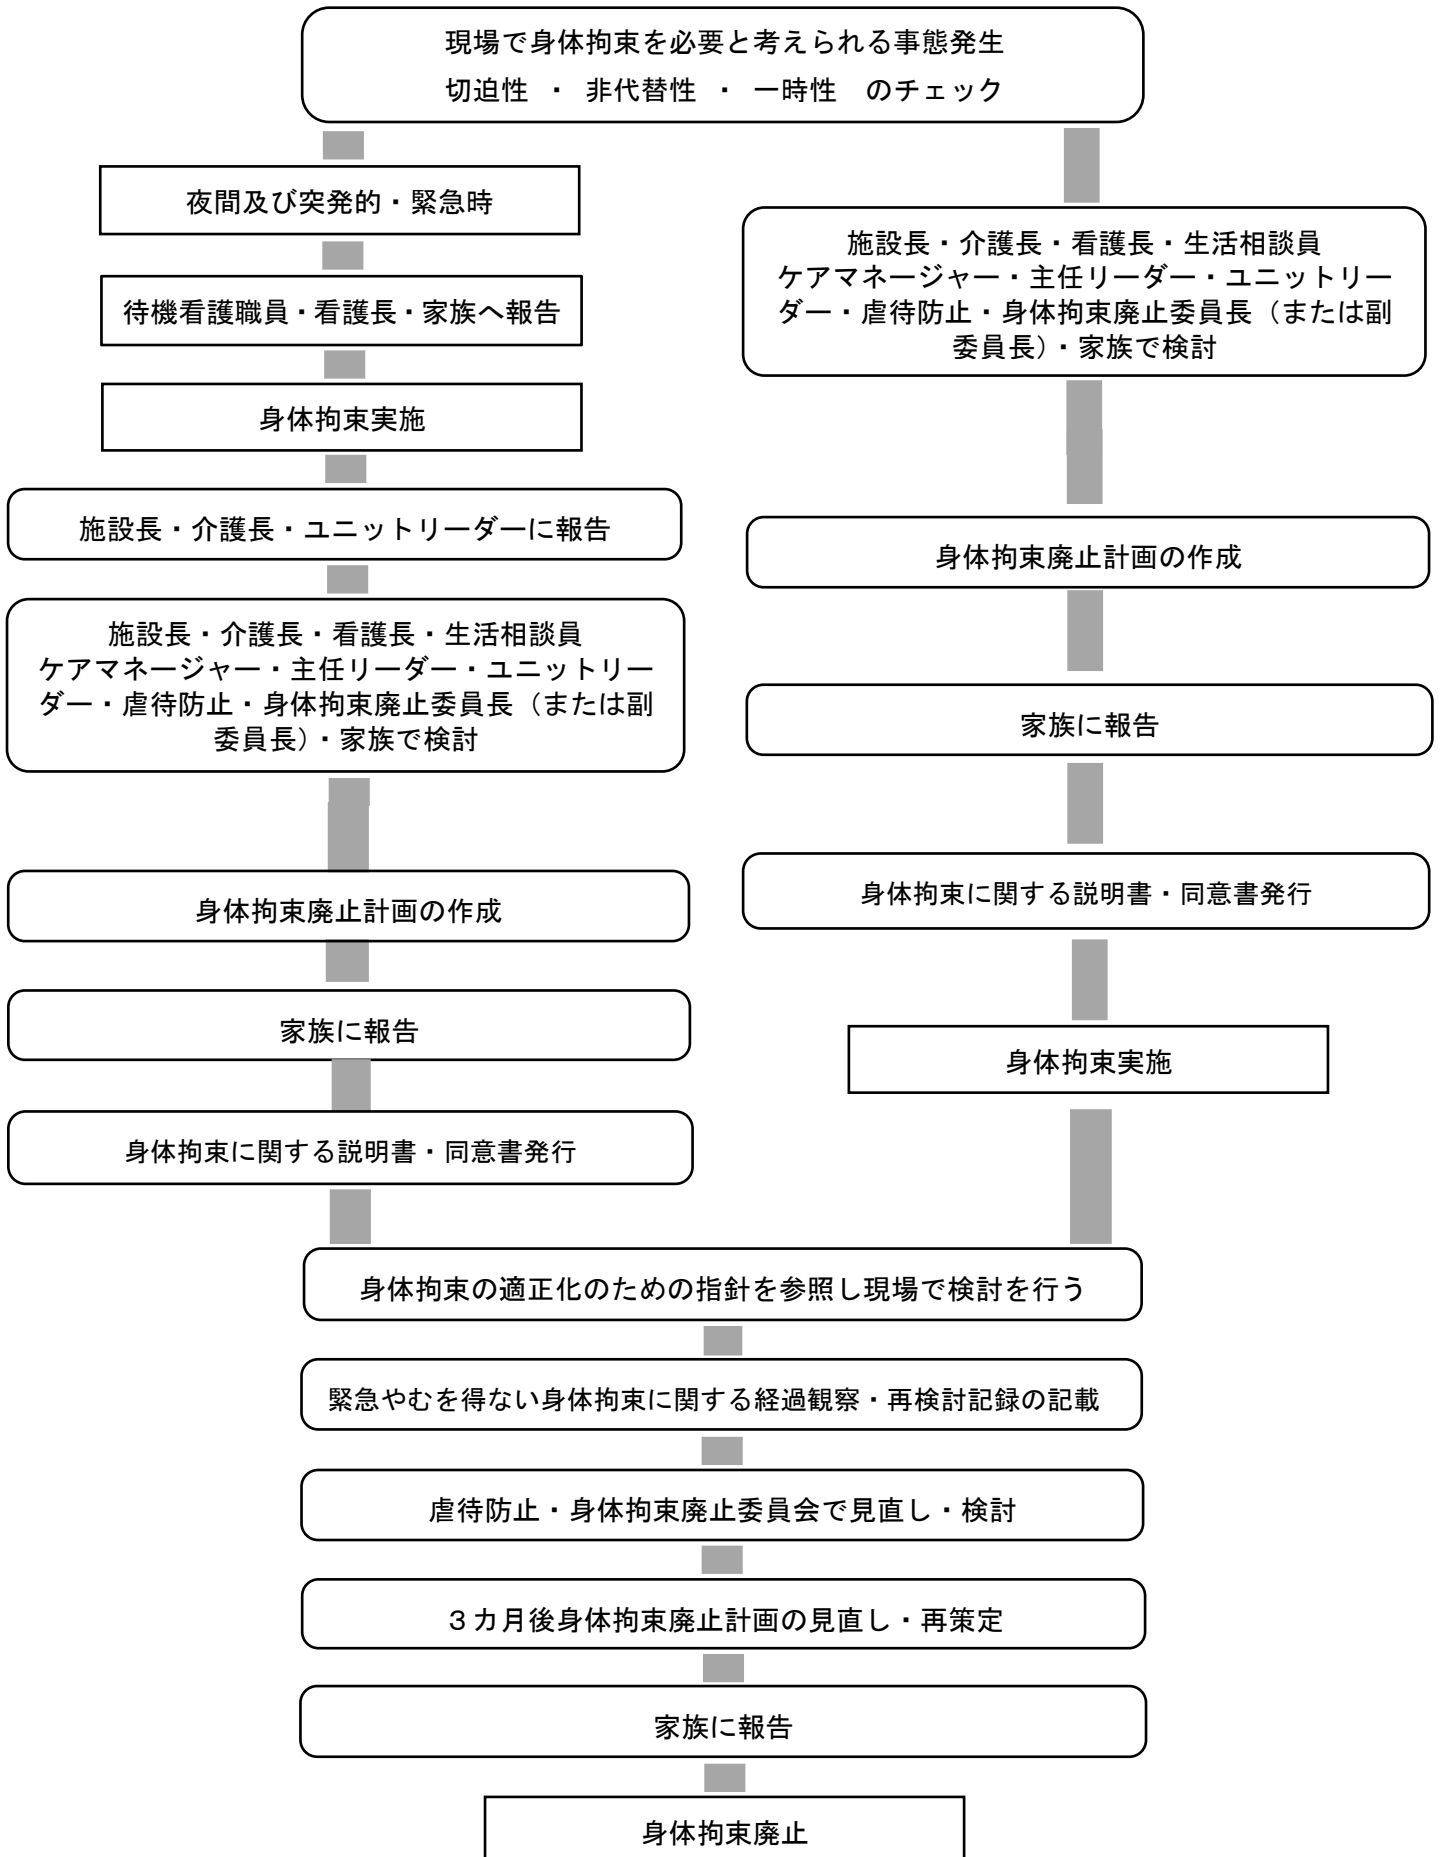 現場で身体拘束を必要と考えられる事態発生
切迫性 ・ 非代替性 ・ 一時性 のチェック
夜間及び突発的・緊急時
待機看護職員・看護長・家族へ報告
身体拘束実施
施設長・介護長・ユニットリーダーに報告
施設長・介護長・看護長・生活相談員
ケアマネージャー・主任リーダー・ユニットリー
ダー・虐待防止・身体拘束廃止委員長（または副
委員長）・家族で検討
身体拘束廃止計画の作成
家族に報告
身体拘束に関する説明書・同意書発行
施設長・介護長・看護長・生活相談員
ケアマネージャー・主任リーダー・ユニットリー
ダー・虐待防止・身体拘束廃止委員長（または副
委員長）・家族で検討
身体拘束廃止計画の作成
家族に報告
身体拘束に関する説明書・同意書発行
身体拘束実施
身体拘束の適正化のための指針を参照し現場で検討を行う
緊急やむを得ない身体拘束に関する経過観察・再検討記録の記載
虐待防止・身体拘束廃止委員会で見直し・検討
３カ月後身体拘束廃止計画の見直し・再策定
家族に報告
身体拘束廃止